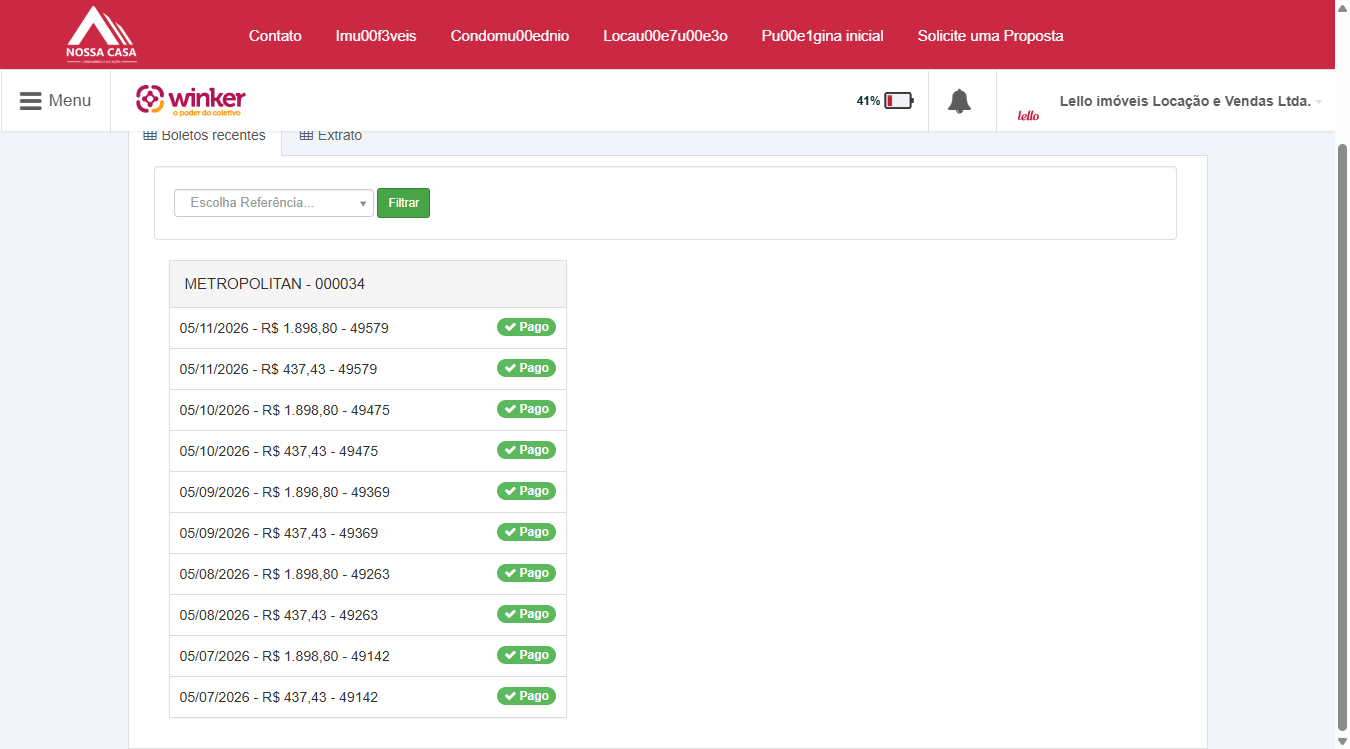 NOSSA CASA
Contato
Imu00f3veis
Condomu00ednio
Locau00e7u00e3o
Pu00e1gina inicial
Solicite uma Proposta
Menu
winker
o poder do coletivo
41%
lello
Lello imóveis Locação e Vendas Ltda.
Boletos recentes
Extrato
Escolha Referência...
Filtrar
METROPOLITAN - 000034
05/11/2026 - R$ 1.898,80 - 49579 Pago
05/11/2026 - R$ 437,43 - 49579 Pago
05/10/2026 - R$ 1.898,80 - 49475 Pago
05/10/2026 - R$ 437,43 - 49475 Pago
05/09/2026 - R$ 1.898,80 - 49369 Pago
05/09/2026 - R$ 437,43 - 49369 Pago
05/08/2026 - R$ 1.898,80 - 49263 Pago
05/08/2026 - R$ 437,43 - 49263 Pago
05/07/2026 - R$ 1.898,80 - 49142 Pago
05/07/2026 - R$ 437,43 - 49142 Pago